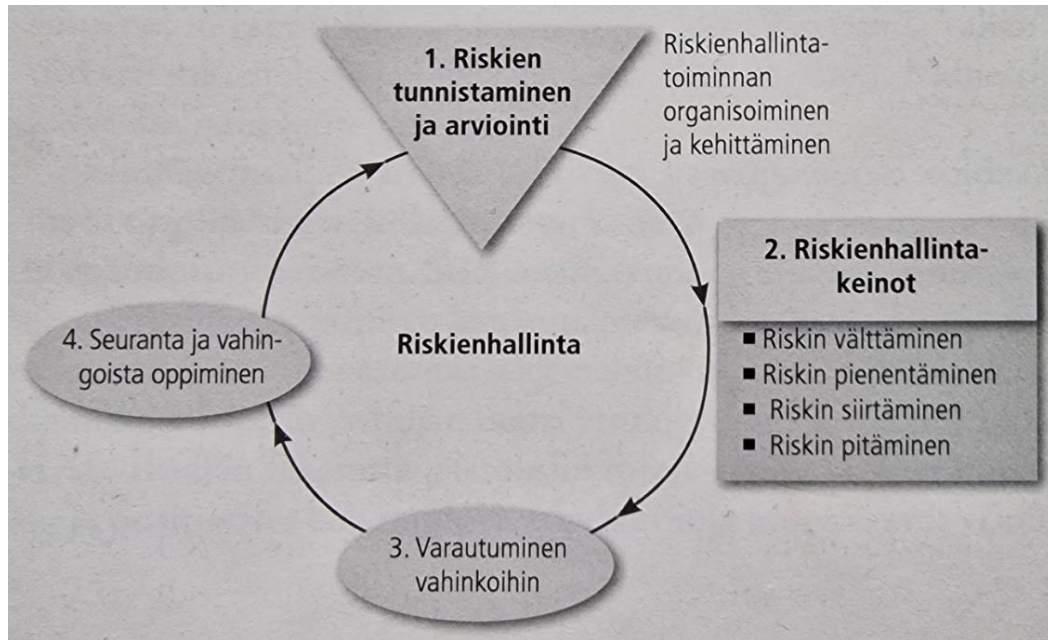 1. Riskien
tunnistaminen
ja arviointi
Riskienhallinta-
toiminnan
organisoiminen
ja kehittäminen
2. Riskienhallinta-
keinot
■ Riskin välttäminen
■ Riskin pienentäminen
■ Riskin siirtäminen
■ Riskin pitäminen
Riskienhallinta
4. Seuranta ja vahin-
goista oppiminen
3. Varautuminen
vahinkoihin